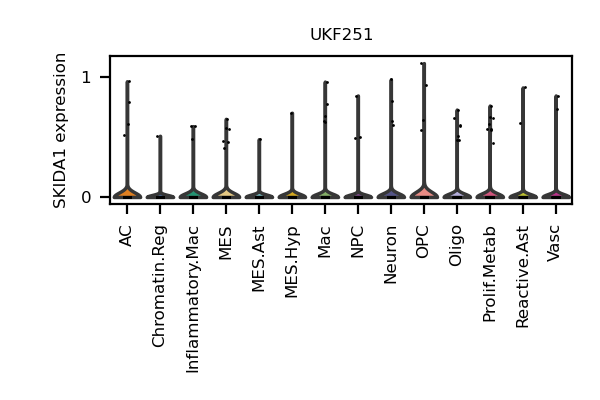 UKF251
SKIDA1 expression
1
0
AC
Chromatin.Reg
Inflammatory.Mac
MES
MES.Ast
MES.Hyp
Mac
NPC
Neuron
OPC
Oligo
Prolif.Metab
Reactive.Ast
Vasc